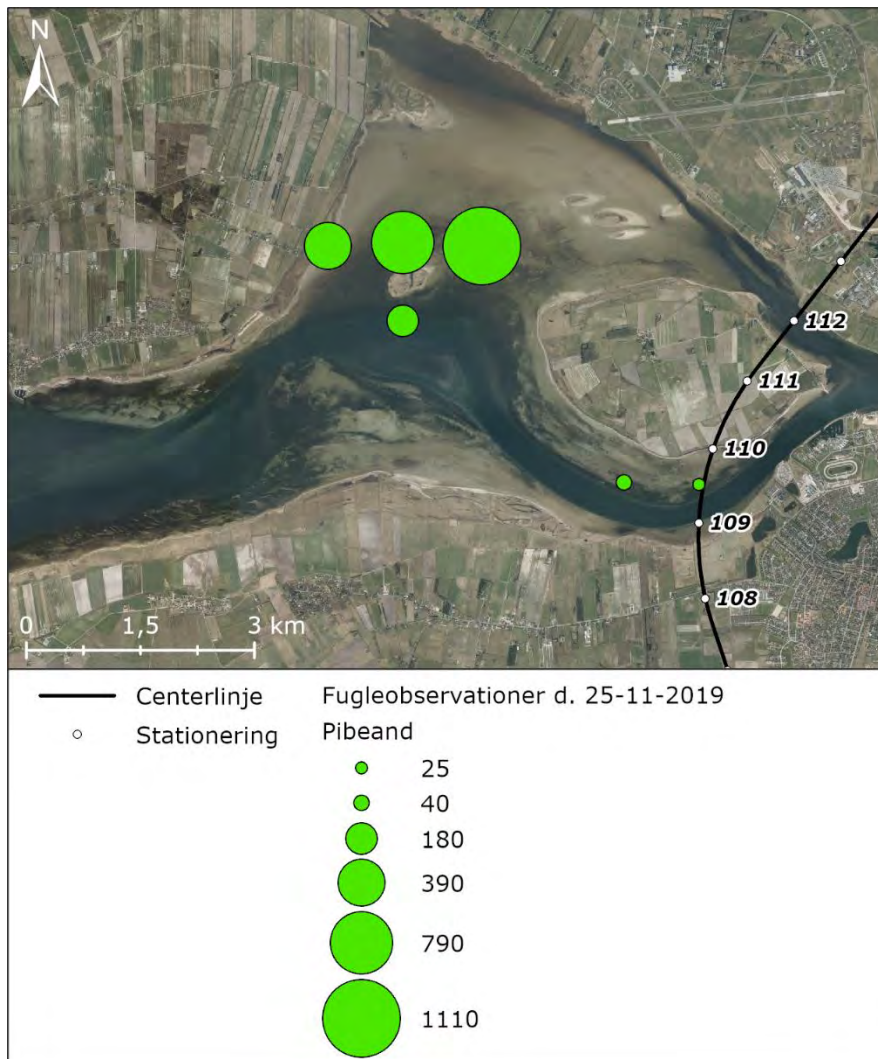 N
112
111
110
109
108
0 1,5 3 km
Centerlinje
Stationering
Fugleobservationer d. 25-11-2019
Pibeand
25
40
180
390
790
1110